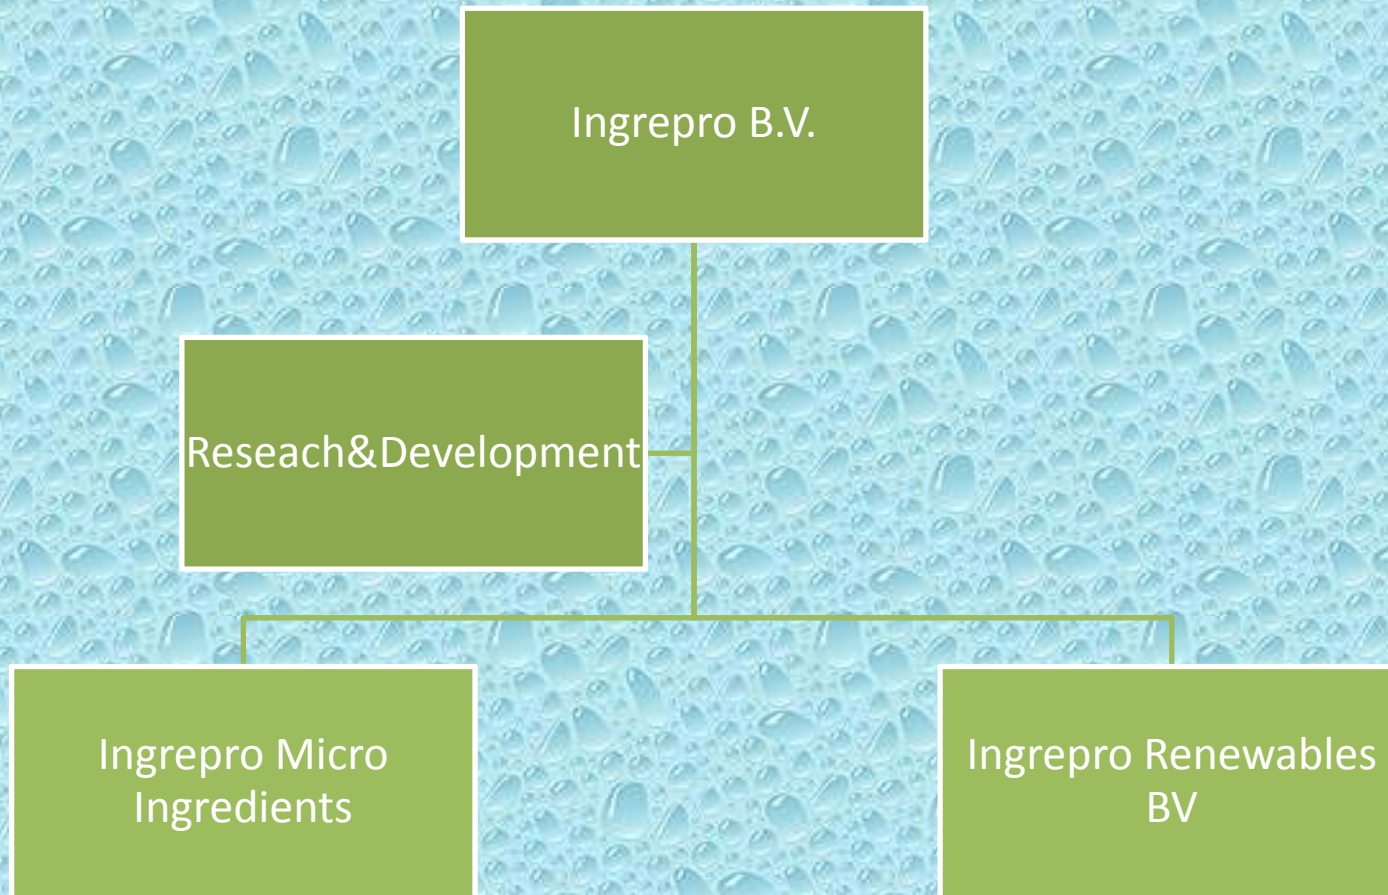 Ingrepro B.V.
Reseach&Development
Ingrepro Micro
Ingredients
Ingrepro Renewables
BV